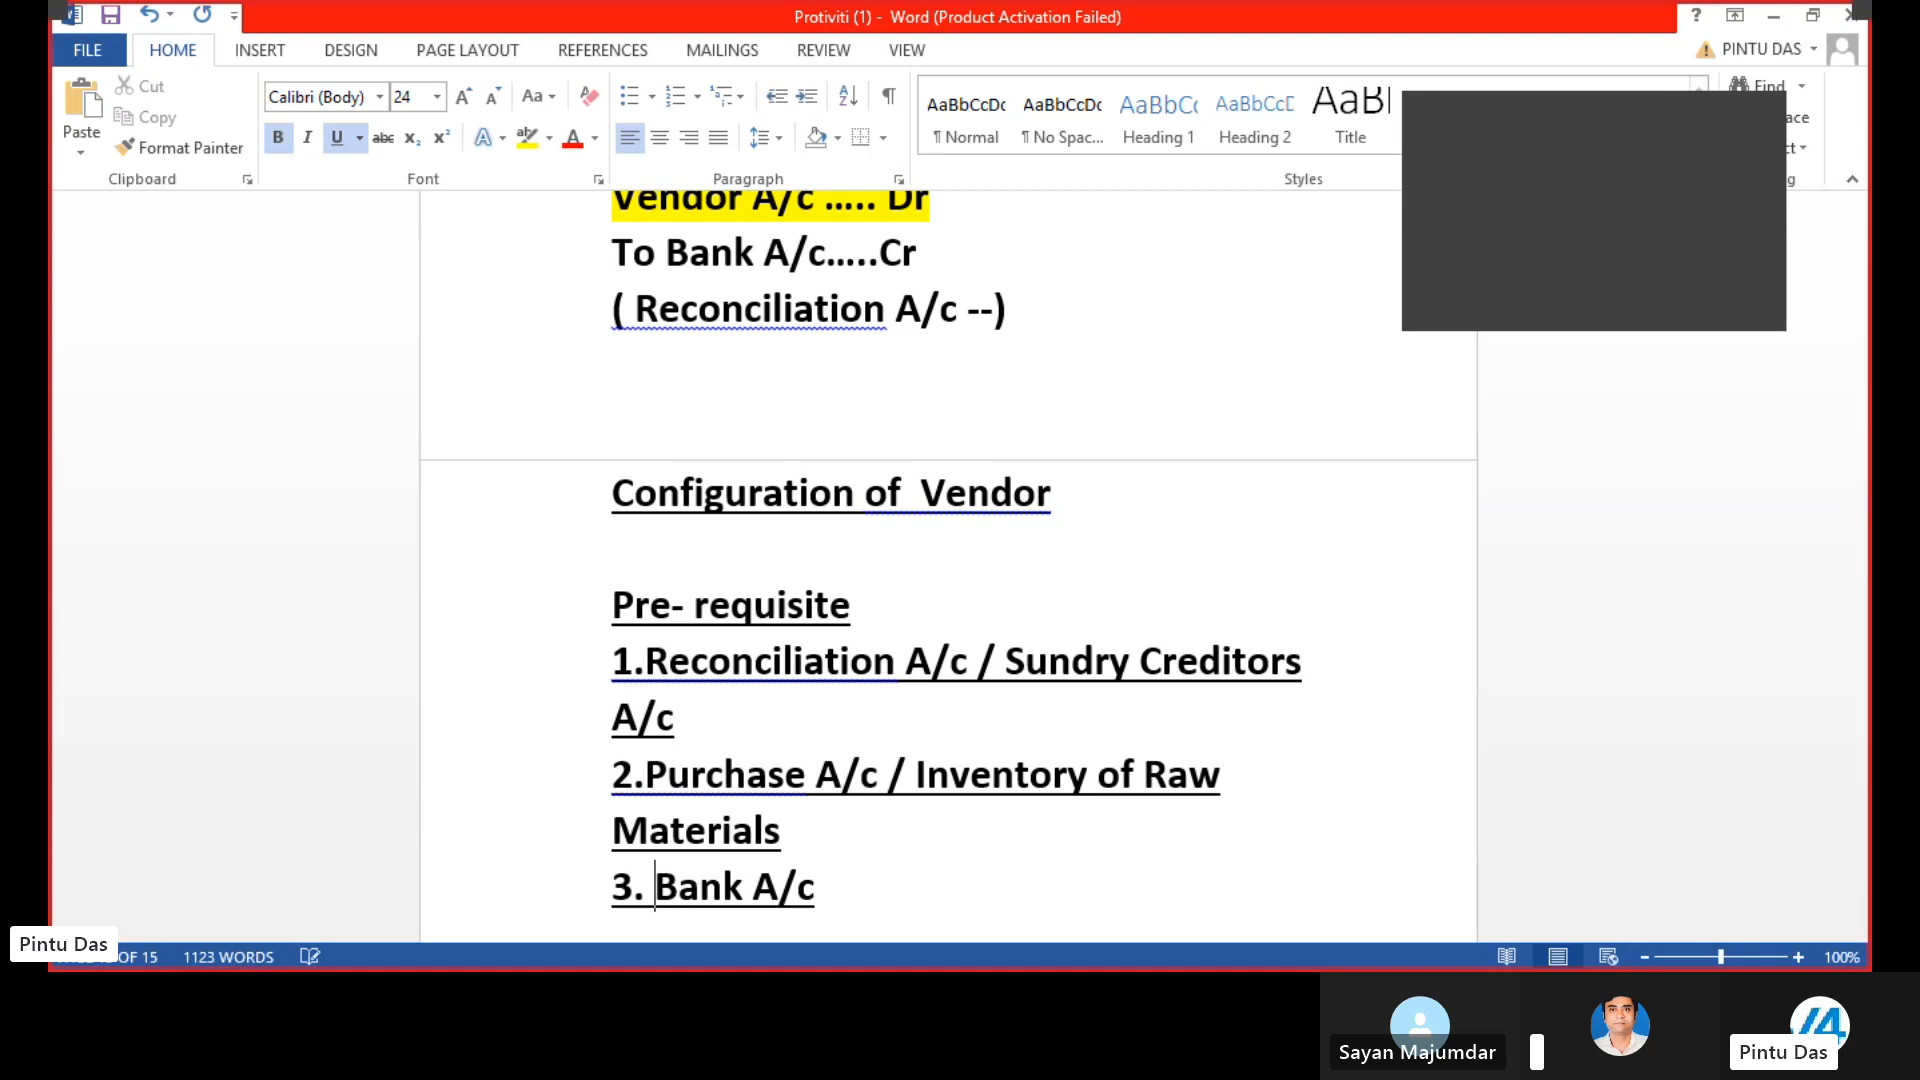 Protiviti (1) - Word (Product Activation Failed)
FILE HOME INSERT DESIGN PAGE LAYOUT REFERENCES MAILINGS REVIEW VIEW PINTU DAS
Paste
Cut
Copy
Format Painter
Clipboard
Calibri (Body) 24
Font
Paragraph
AaBbCcDc AaBbCcDc AaBbCc AaBbCcD AaBl
¶ Normal ¶ No Spac... Heading 1 Heading 2 Title
Styles
Find
Vendor A/c ..... Dr
To Bank A/c.....Cr
( Reconciliation A/c --)
Configuration of  Vendor
Pre- requisite
1.Reconciliation A/c / Sundry Creditors
A/c
2.Purchase A/c / Inventory of Raw
Materials
3. Bank A/c
Pintu Das
OF 15 1123 WORDS 100%
Sayan Majumdar
Pintu Das